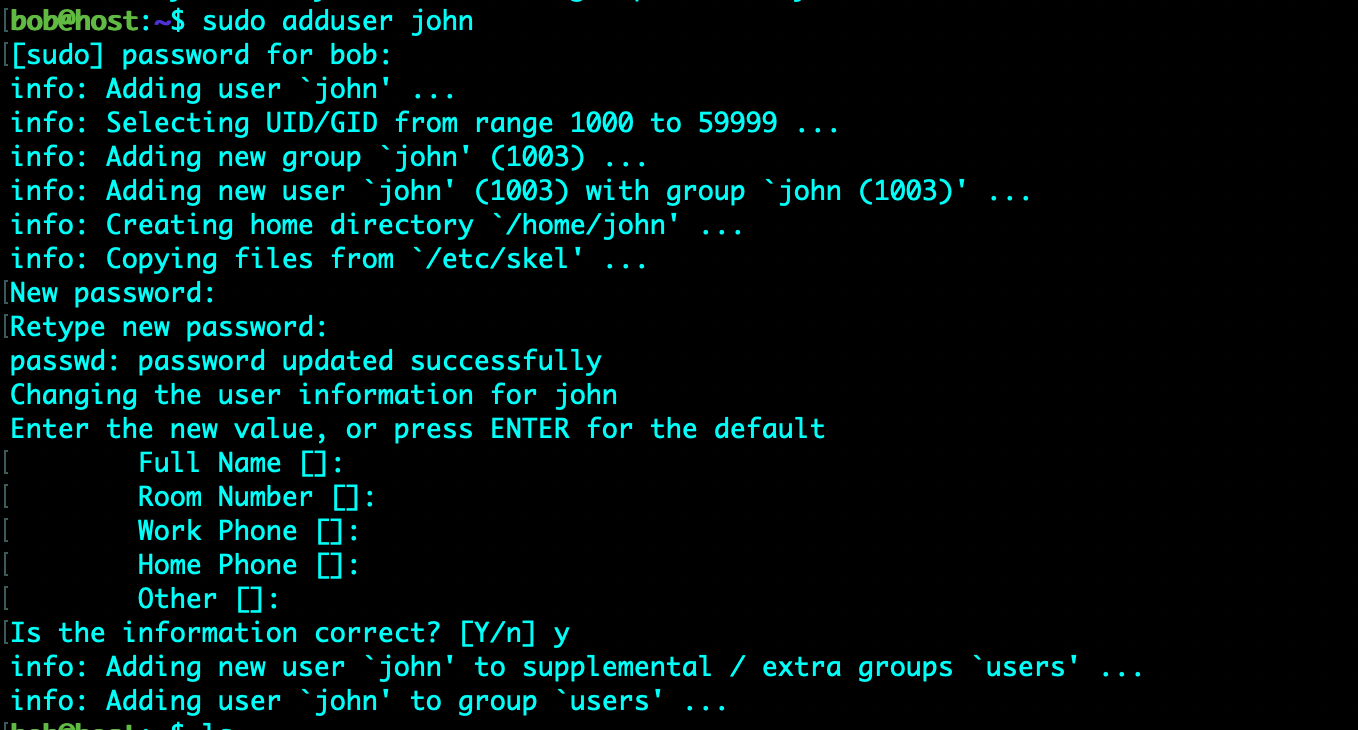 bob@host:~$ sudo adduser john
[sudo] password for bob:
info: Adding user `john' ...
info: Selecting UID/GID from range 1000 to 59999 ...
info: Adding new group `john' (1003) ...
info: Adding new user `john' (1003) with group `john (1003)' ...
info: Creating home directory `/home/john' ...
info: Copying files from `/etc/skel' ...
New password:
Retype new password:
passwd: password updated successfully
Changing the user information for john
Enter the new value, or press ENTER for the default
Full Name []:
Room Number []:
Work Phone []:
Home Phone []:
Other []:
Is the information correct? [Y/n] y
info: Adding new user `john' to supplemental / extra groups `users' ...
info: Adding user `john' to group `users' ...
bob@host:~$